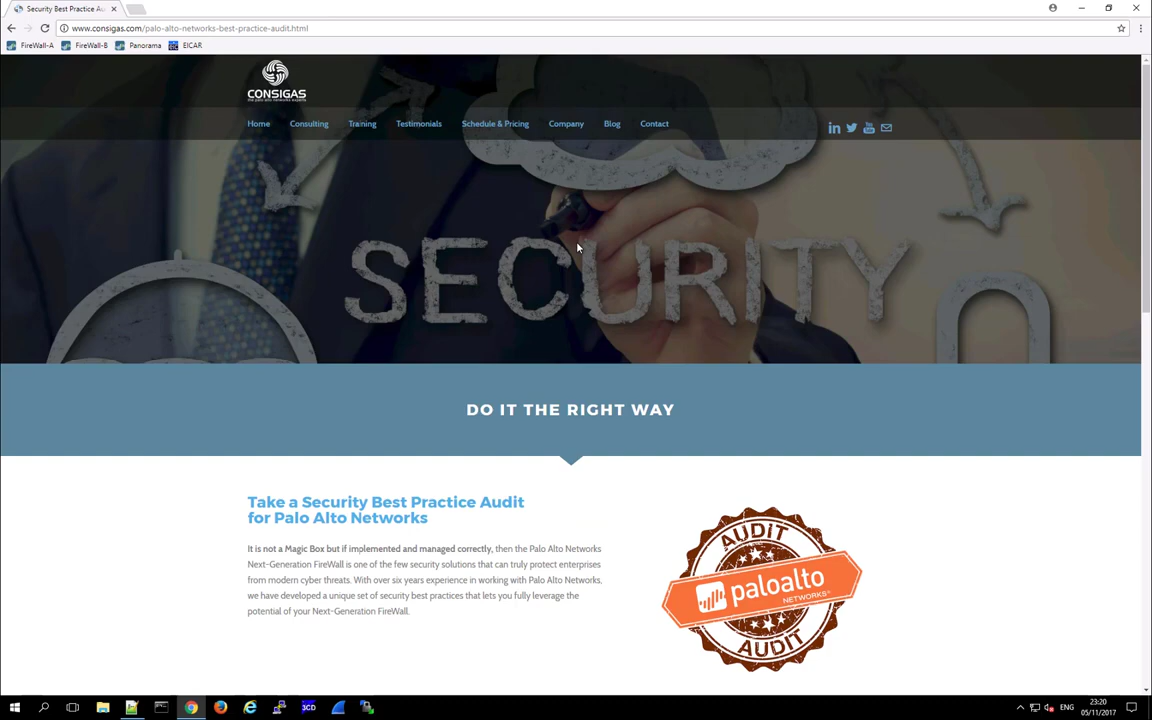 Security Best Practice A
www.consigas.com/palo-alto-networks-best-practice-audit.html
FireWall-A
FireWall-B
Panorama
EICAR
CONSIGAS
the palo alto networks experts
Home
Consulting
Training
Testimonials
Schedule & Pricing
Company
Blog
Contact
SECURITY
DO IT THE RIGHT WAY
Take a Security Best Practice Audit
for Palo Alto Networks
It is not a Magic Box but if implemented and managed correctly, then the Palo Alto Networks
Next-Generation FireWall is one of the few security solutions that can truly protect enterprises
from modern cyber threats. With over six years experience in working with Palo Alto Networks,
we have developed a unique set of security best practices that lets you fully leverage the
potential of your Next-Generation FireWall.
AUDIT
paloalto
NETWORKS®
AUDIT
3CD
ENG
23:20
05/11/2017